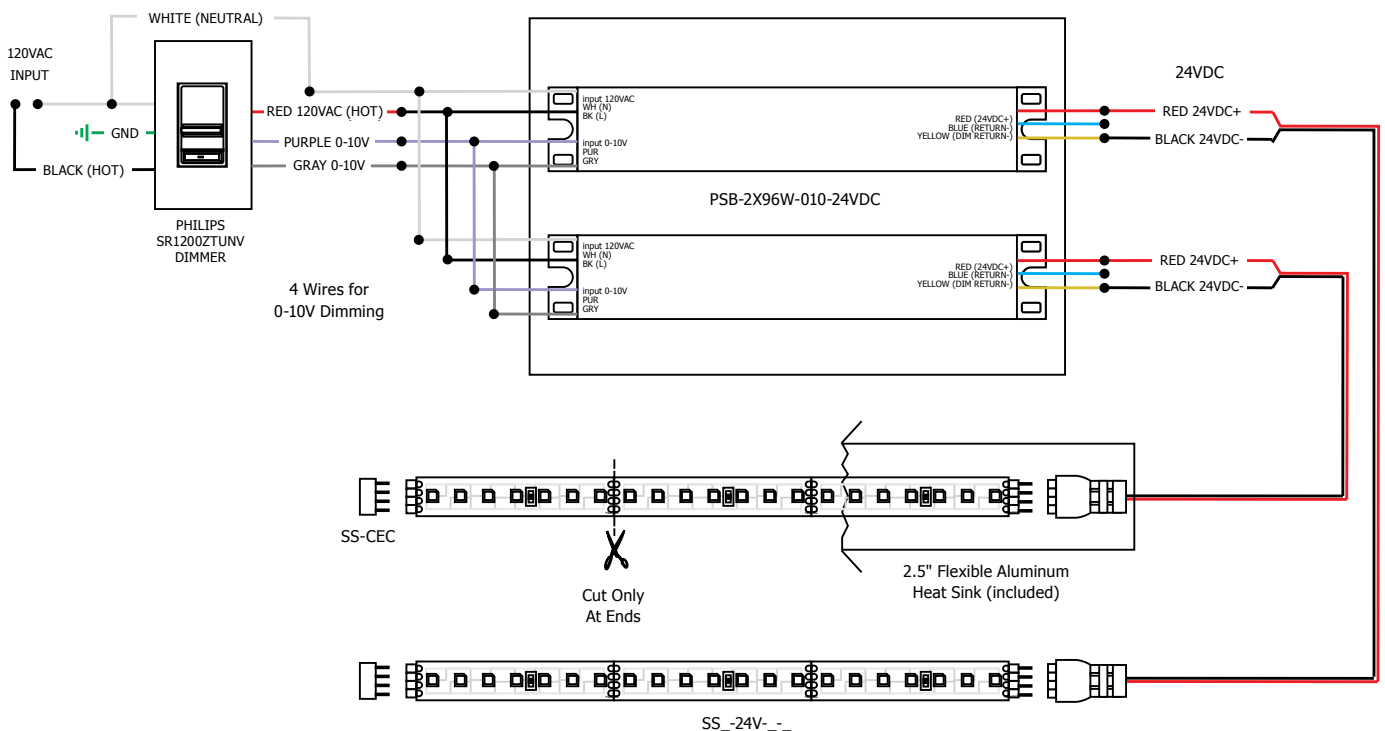 WHITE (NEUTRAL)
120VAC
INPUT
GND
BLACK (HOT)
RED 120VAC (HOT)
PURPLE 0-10V
GRAY 0-10V
PHILIPS
SR1200ZTUNV
DIMMER
4 Wires for
0-10V Dimming
input 120VAC
WH (N)
BK (L)
input 0-10V
PUR
GRY
RED (24VDC+)
BLUE (RETURN-)
YELLOW (DIM RETURN-)
PSB-2X96W-010-24VDC
input 120VAC
WH (N)
BK (L)
input 0-10V
PUR
GRY
RED (24VDC+)
BLUE (RETURN-)
YELLOW (DIM RETURN-)
24VDC
RED 24VDC+
BLACK 24VDC-
RED 24VDC+
BLACK 24VDC-
SS-CEC
Cut Only
At Ends
2.5" Flexible Aluminum
Heat Sink (included)
SS_-24V-_-_